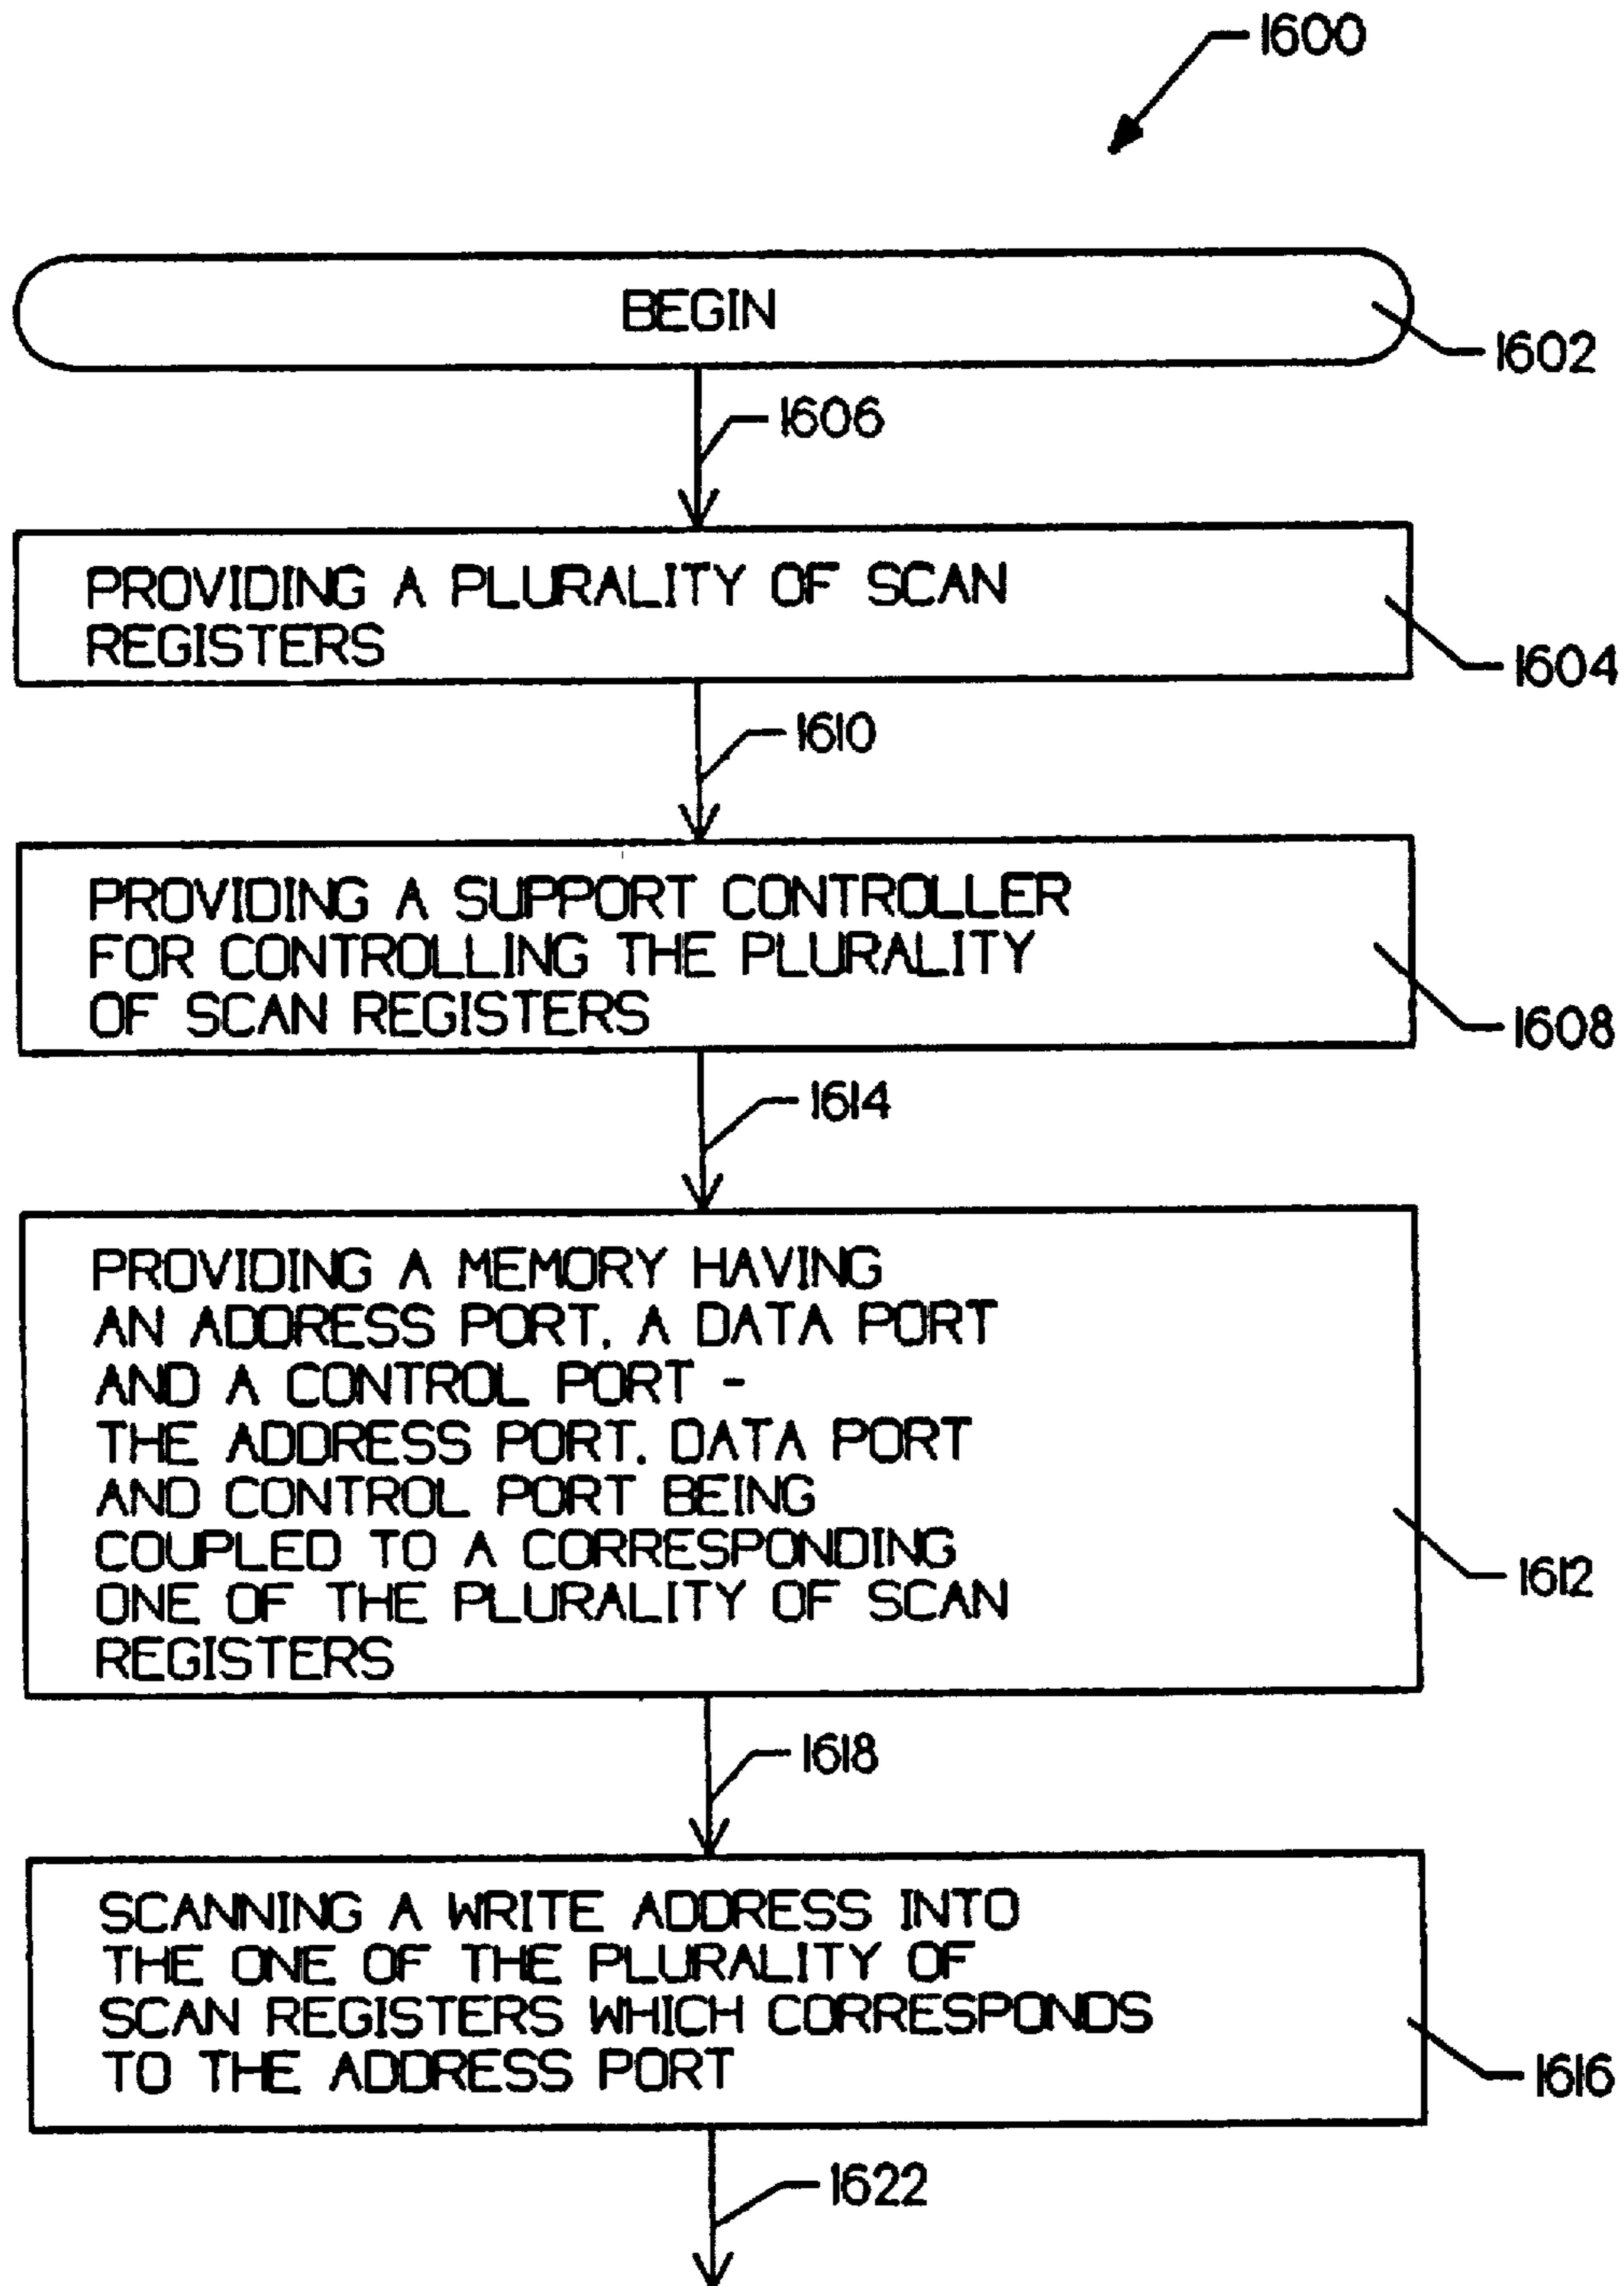 1600
BEGIN
1602
1606
PROVIDING A PLURALITY OF SCAN
REGISTERS
1604
1610
PROVIDING A SUPPORT CONTROLLER
FOR CONTROLLING THE PLURALITY
OF SCAN REGISTERS
1608
1614
PROVIDING A MEMORY HAVING
AN ADDRESS PORT, A DATA PORT
AND A CONTROL PORT -
THE ADDRESS PORT, DATA PORT
AND CONTROL PORT BEING
COUPLED TO A CORRESPONDING
ONE OF THE PLURALITY OF SCAN
REGISTERS
1612
1618
SCANNING A WRITE ADDRESS INTO
THE ONE OF THE PLURALITY OF
SCAN REGISTERS WHICH CORRESPONDS
TO THE ADDRESS PORT
1616
1622